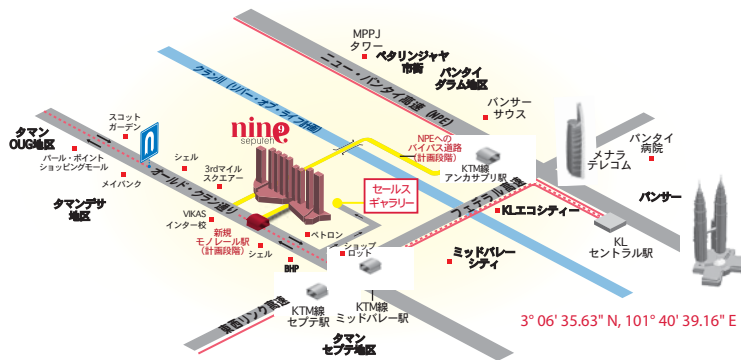 MPPJ
タワー
ペタリンジャヤ
市街
パンタイ
ダラム地区
ニュー・パンタイ高速 (NPE)
バンサー
サウス
クラン川 (リバー・オブ・ライフ計画)
スコット
ガーデン
タマン
OUG地区
パール・ポイント
ショッピングモール
メイバンク
シェル
3rdマイル
スクエアー
オールド・クラン通り
nine
seputeh
NPEへの
バイパス道路
(計画段階)
KTM線
アンカサプリ駅
メナラ
テレコム
パンタイ
病院
バンサー
タマンデサ
地区
VIKAS
インター校
新規
モノレール駅
(計画段階)
セールス
ギャラリー
フェデラル高速
KLエコシティー
KL
セントラル駅
ペトロン
シェル
ショップ
ロット
BHP
ミッドバレー
シティ
KTM線
ミッドバレー駅
KTM線
セプテ駅
東西リンク高速
タマン
セプテ地区
3° 06' 35.63" N, 101° 40' 39.16" E